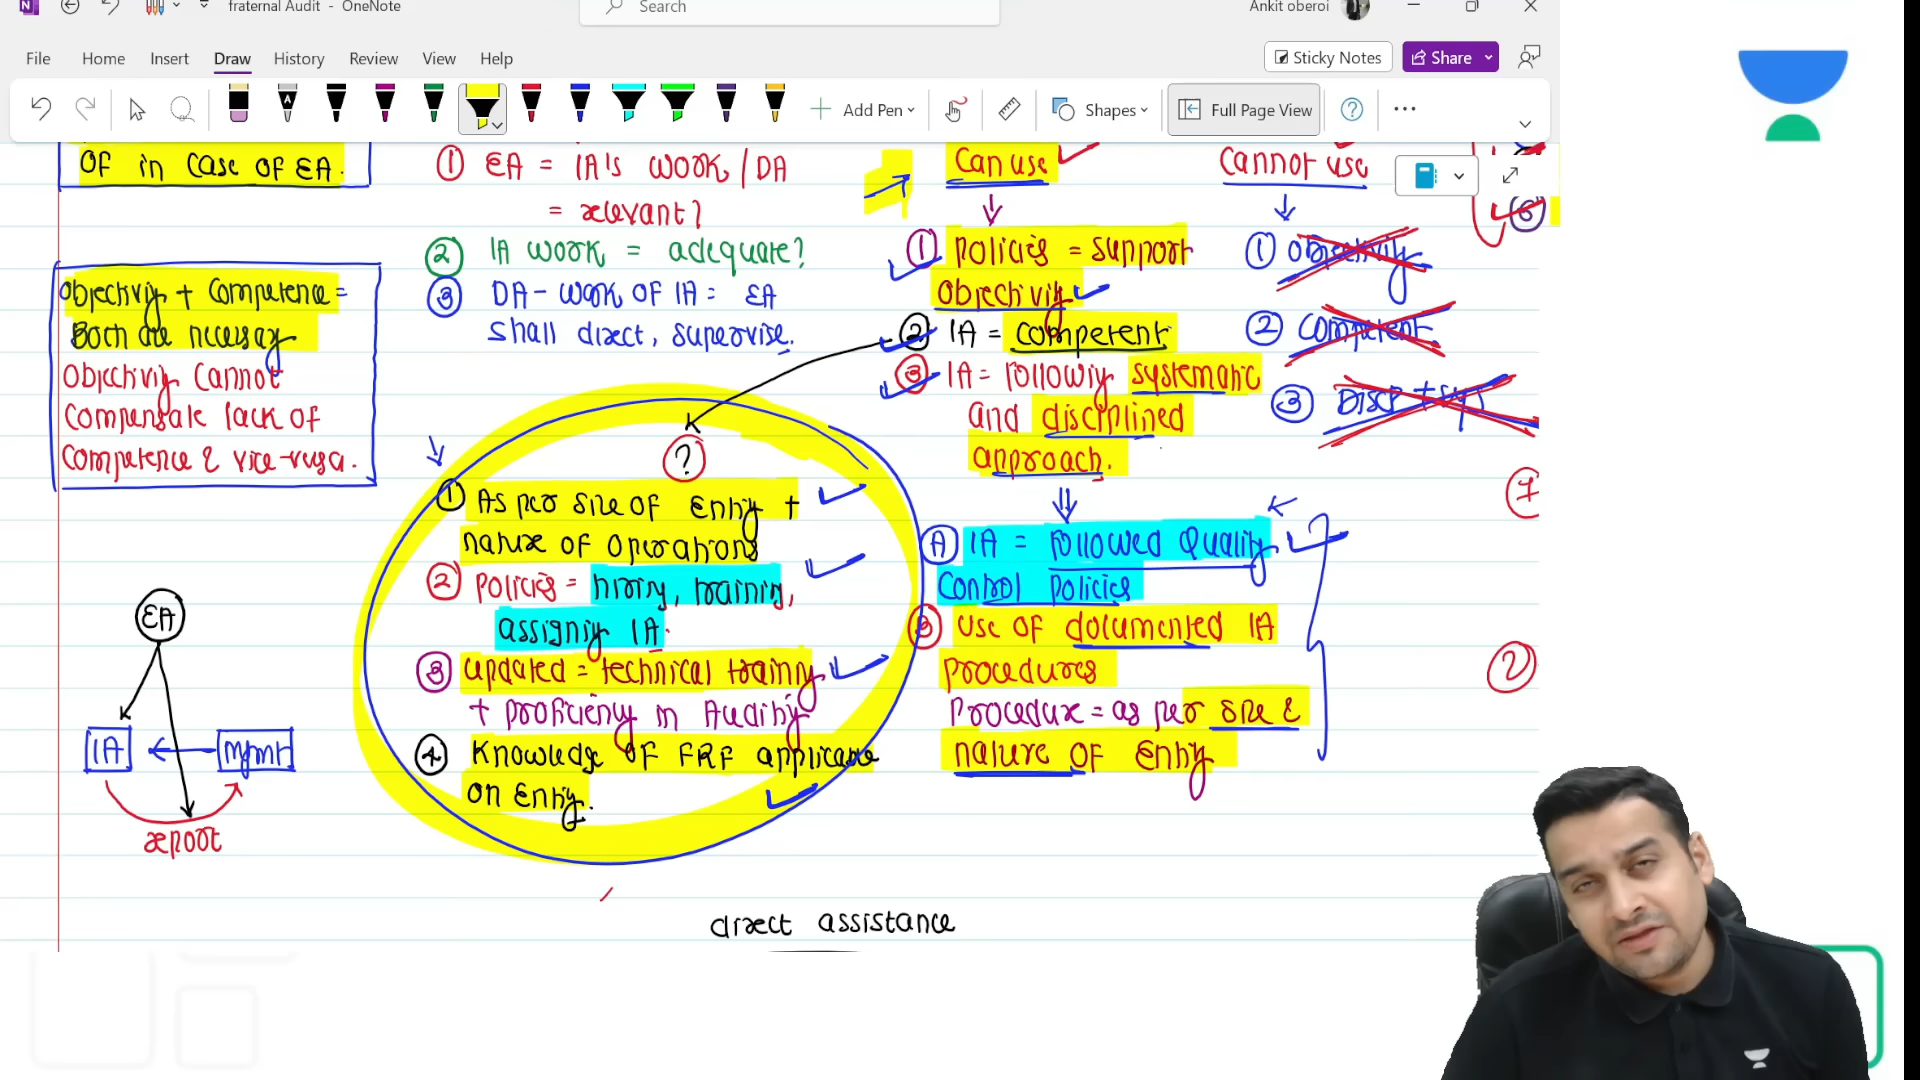 fraternal Audit - OneNote
Search
Ankit oberoi
File Home Insert Draw History Review View Help
Sticky Notes
Share
Add Pen
Shapes
Full Page View
OF in case of EA.
Objectivity + Competence =
Both are necessary
Objectivity Cannot
Compensate lack of
Competence & vice-versa.
EA
IA
Mgmt
report
① EA = IA's work / DA
= relevant?
② IA work = adequate?
③ DA - work of IA = EA
shall direct, supervise.
?
① As per size of Entity +
nature of operations
② policies = hiring, training,
assigning IA.
③ updated = technical training
+ proficiency in Auditing
④ Knowledge of FRF applicable
on Entity.
direct assistance
Can use
① policies = support
objectivity
② IA = competent
③ IA = following systematic
and disciplined
approach.
Ⓐ IA = followed Quality
Control policies
Ⓑ use of documented IA
procedures
Procedure = as per size &
nature of Entity
Cannot use
① objectivity
② Competent
③ Disc + sys
⑥
⑦
②